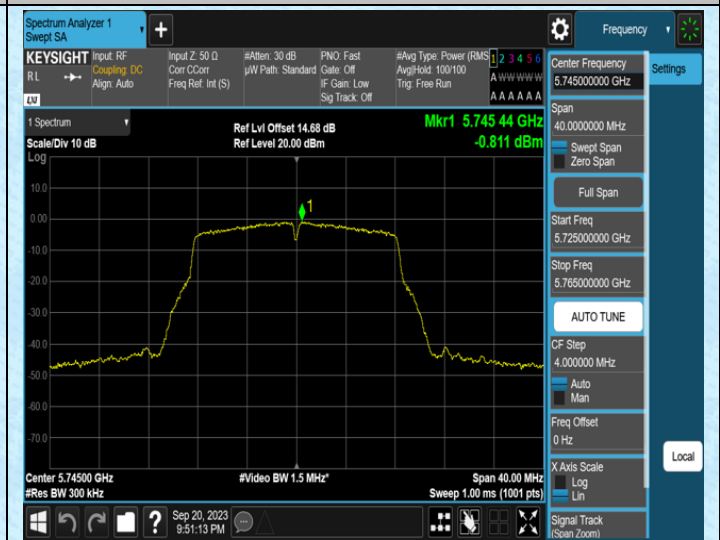 Spectrum Analyzer 1
Swept SA
+
Frequency
KEYSIGHT
RL
LXI
Input: RF
Coupling: DC
Align: Auto
Input Z: 50 Ω
Corr CCorr
Freq Ref: Int (S)
#Atten: 30 dB
µW Path: Standard
PNO: Fast
Gate: Off
IF Gain: Low
Sig Track: Off
#Avg Type: Power (RMS
Avg|Hold: 100/100
Trig: Free Run
1 2 3 4 5 6
A W W W W W
A A A A A A
Settings
1 Spectrum
Scale/Div 10 dB
Log
Ref Lvl Offset 14.68 dB
Ref Level 20.00 dBm
Mkr1 5.745 44 GHz
-0.811 dBm
10.0
0.00
-10.0
-20.0
-30.0
-40.0
-50.0
-60.0
-70.0
1
Center 5.74500 GHz
#Res BW 300 kHz
#Video BW 1.5 MHz*
Span 40.00 MHz
Sweep 1.00 ms (1001 pts)
Center Frequency
5.745000000 GHz
Span
40.0000000 MHz
Swept Span
Zero Span
Full Span
Start Freq
5.725000000 GHz
Stop Freq
5.765000000 GHz
AUTO TUNE
CF Step
4.000000 MHz
Auto
Man
Freq Offset
0 Hz
X Axis Scale
Log
Lin
Signal Track
(Span Zoom)
Local
?
Sep 20, 2023
9:51:13 PM